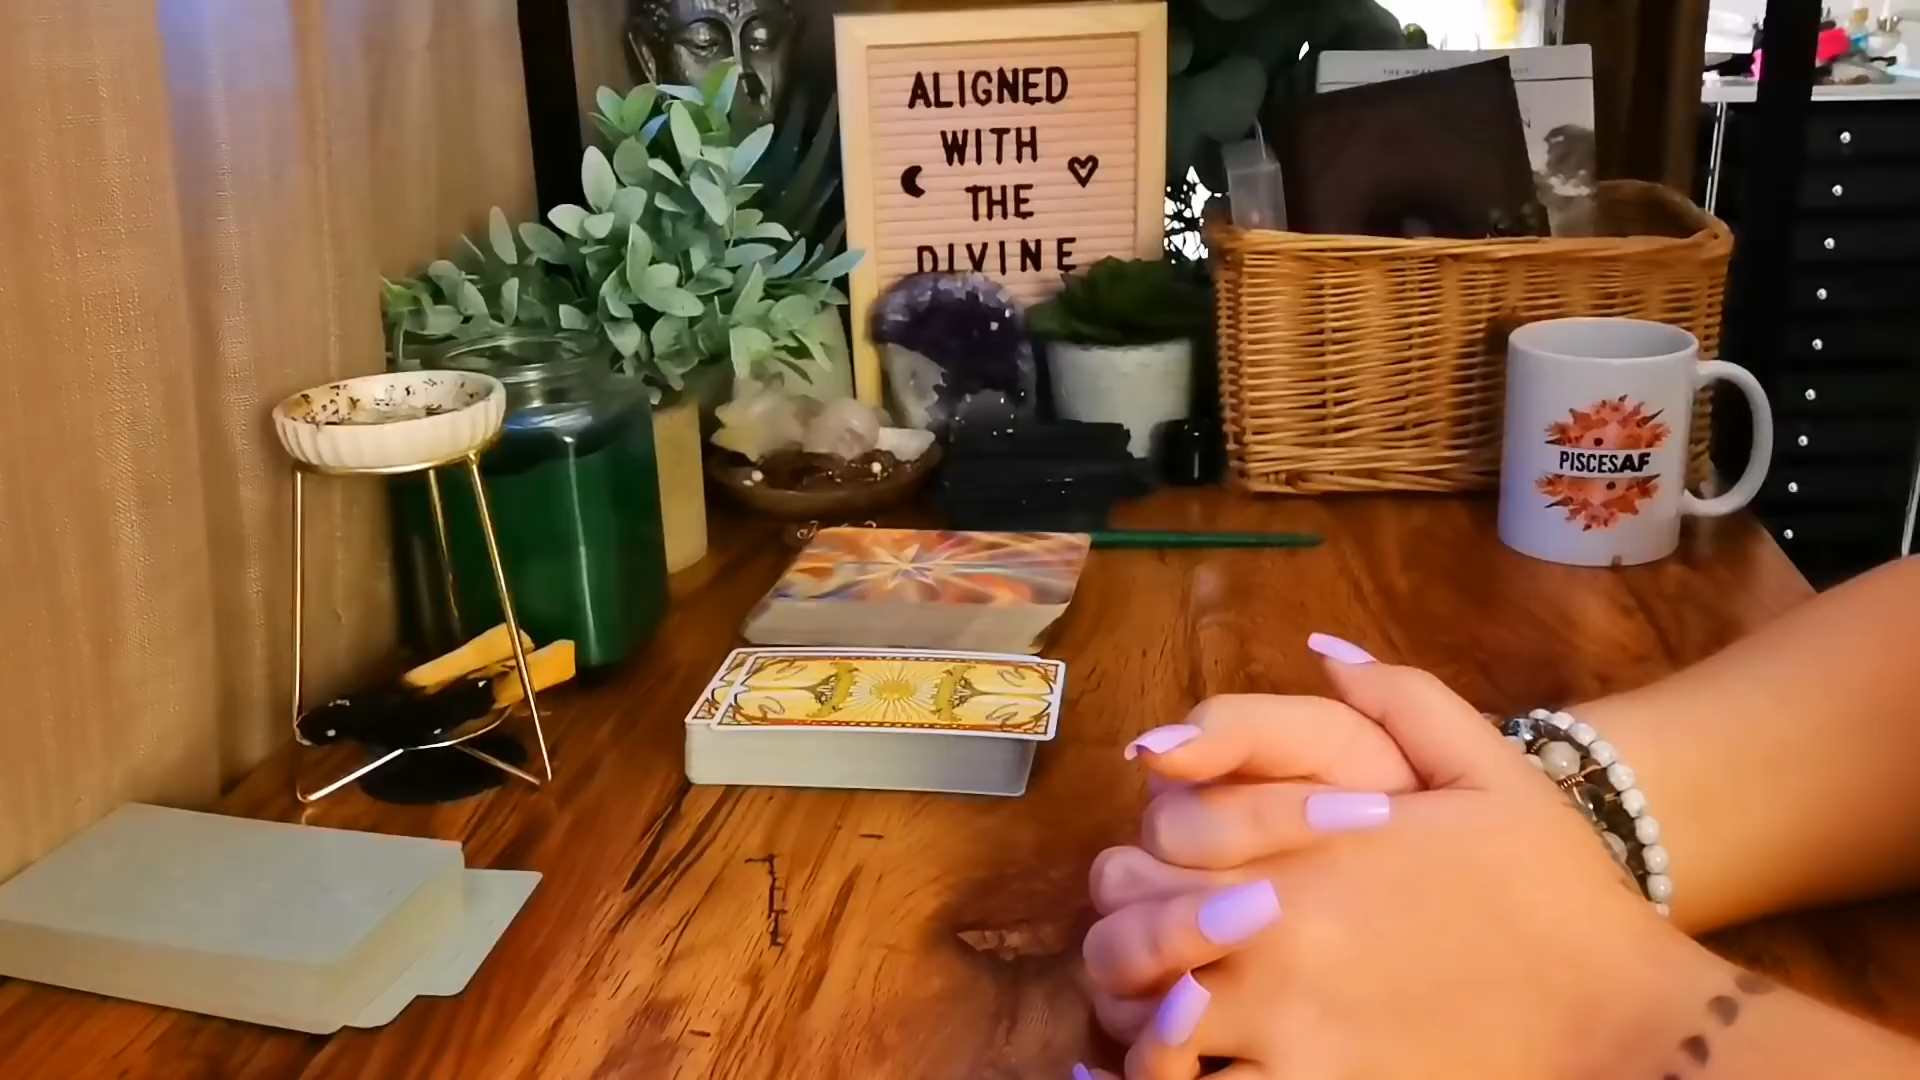 ALIGNED
WITH
THE
DIVINE
PISCESAF